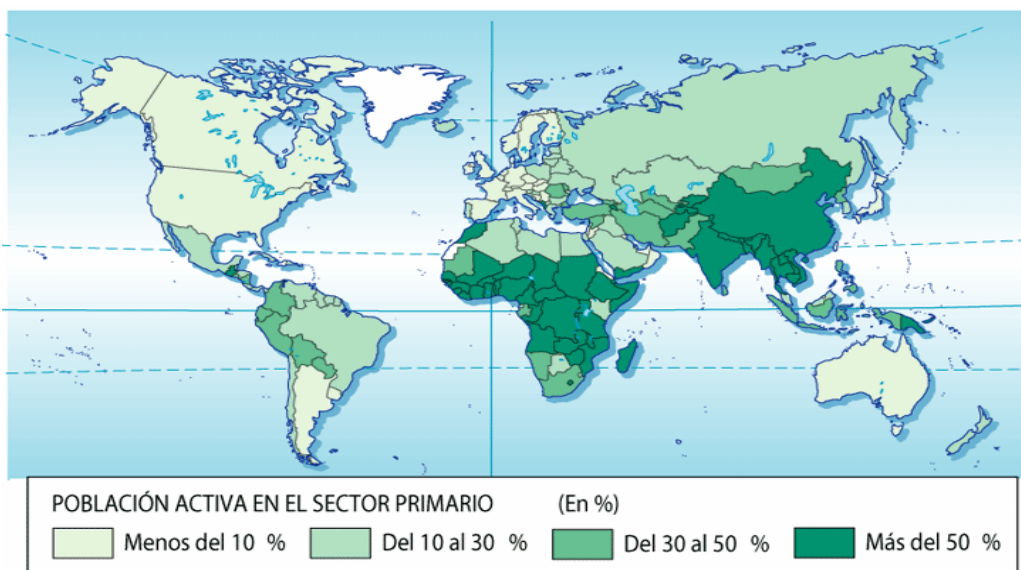 POBLACIÓN ACTIVA EN EL SECTOR PRIMARIO (En %)
Menos del 10 % Del 10 al 30 % Del 30 al 50 % Más del 50 %